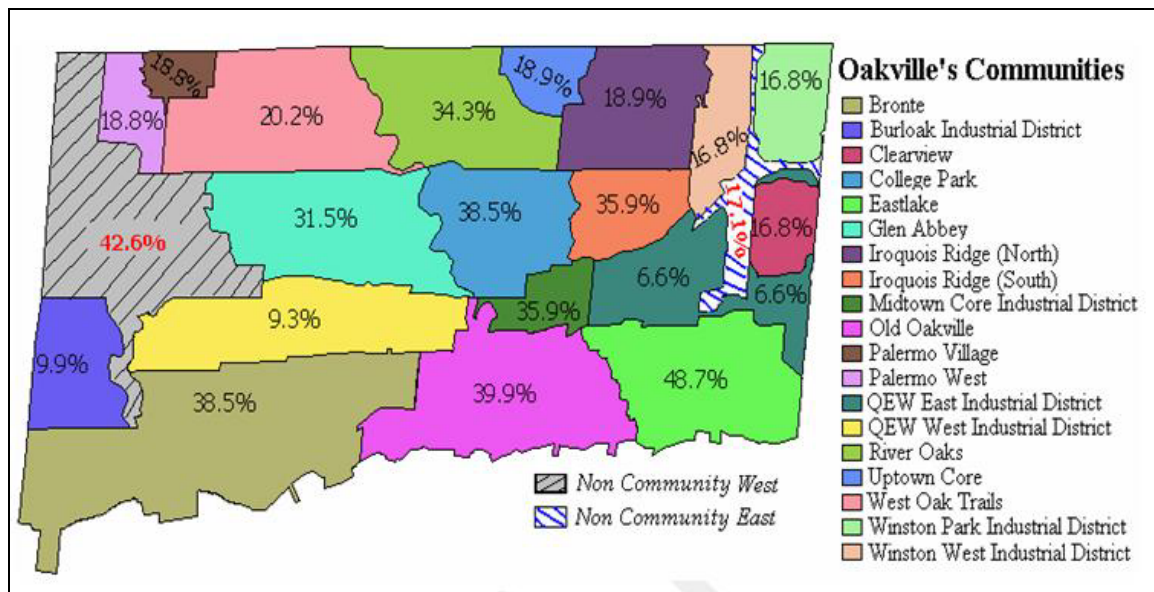 18.8%
18.9%
16.8%
18.8%
20.2%
34.3%
18.9%
16.8%
17.1%
31.5%
38.5%
35.9%
16.8%
42.6%
6.6%
6.6%
9.3%
35.9%
9.9%
38.5%
39.9%
48.7%
Non Community West
Non Community East
Oakville's Communities
Bronte
Burloak Industrial District
Clearview
College Park
Eastlake
Glen Abbey
Iroquois Ridge (North)
Iroquois Ridge (South)
Midtown Core Industrial District
Old Oakville
Palermo Village
Palermo West
QEW East Industrial District
QEW West Industrial District
River Oaks
Uptown Core
West Oak Trails
Winston Park Industrial District
Winston West Industrial District